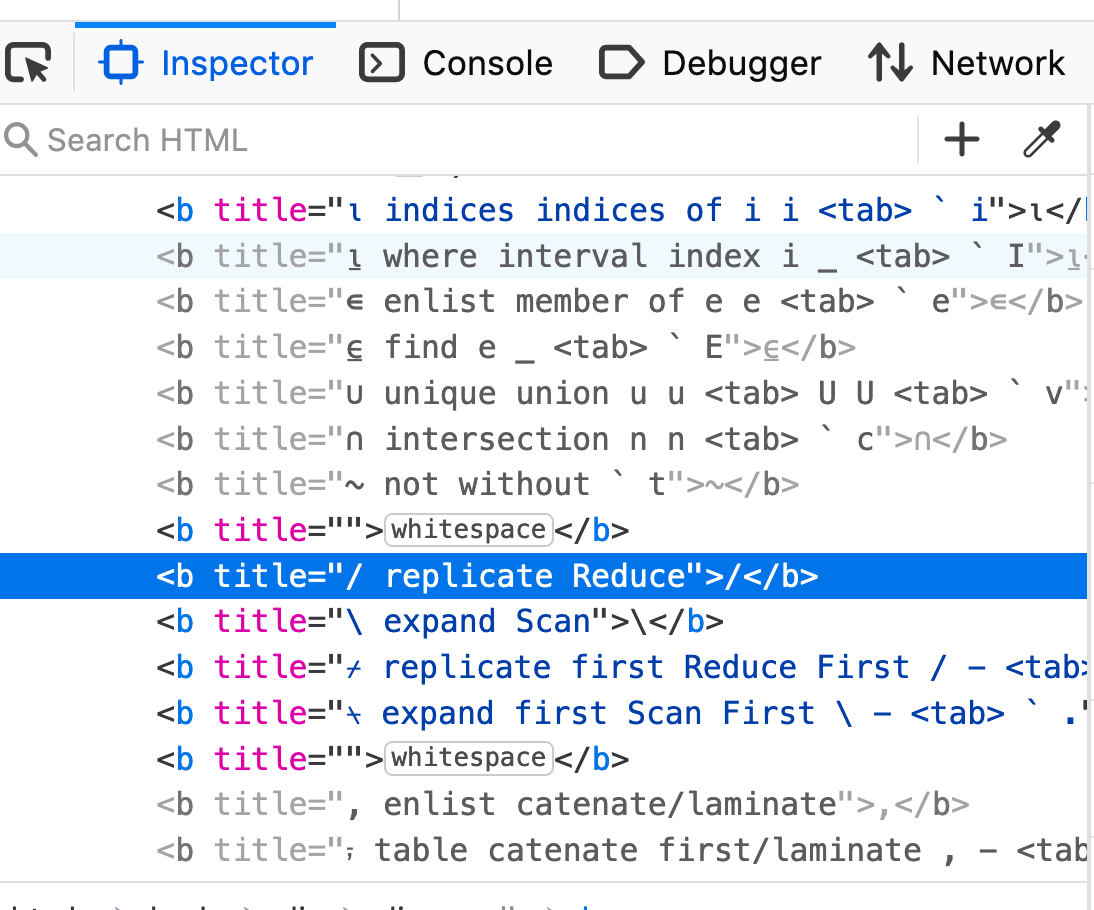 Inspector Console Debugger Network
Search HTML
<b title="⍳ indices indices of i i <tab> ` i">⍳</
<b title="⍸ where interval index i _ <tab> ` I">⍸
<b title="∊ enlist member of e e <tab> ` e">∊</b>
<b title="⍷ find e _ <tab> ` E">⍷</b>
<b title="∪ unique union u u <tab> U U <tab> ` v"
<b title="∩ intersection n n <tab> ` c">∩</b>
<b title="~ not without ` t">~</b>
<b title="">whitespace</b>
<b title="/ replicate Reduce">/</b>
<b title="\ expand Scan">\</b>
<b title="⌿ replicate first Reduce First / - <tab>
<b title="⍀ expand first Scan First \ - <tab> ` ."
<b title="">whitespace</b>
<b title=", enlist catenate/laminate">,</b>
<b title="⍪ table catenate first/laminate , - <tab